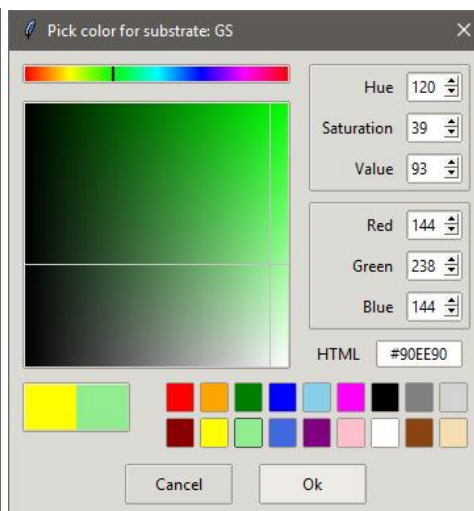 Pick color for substrate: GS
Hue 120
Saturation 39
Value 93
Red 144
Green 238
Blue 144
HTML #90EE90
Cancel Ok